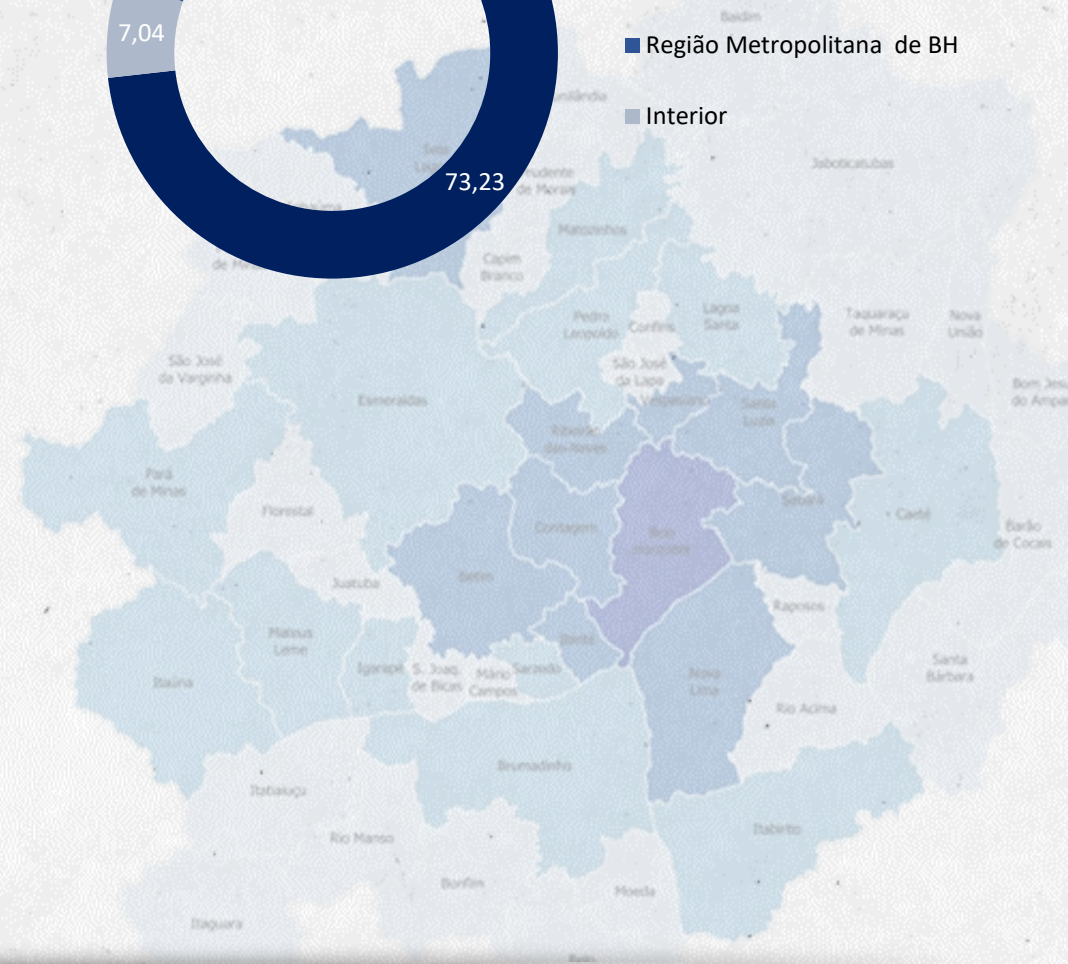 7,04
Região Metropolitana de BH
Interior
73,23
Baldim
Jaboticatubas
de Morais
Matozinhos
Capim
Branco
Pedro
Leopoldo
Confins
Lagoa
Santa
Taquaraçu
de Minas
Nova
União
São José
da Varginha
São José
da Lapa
Vespasiano
Esmeraldas
Santa
Luzia
Ribeirão
das Neves
Pará
de Minas
Florestal
Contagem
Sabará
Caeté
Barão
de Cocais
Betim
Juatuba
Raposos
Mateus
Leme
Ibirité
Itaúna
Igarapé
S. Joaq.
de Bicas
Mário
Campos
Sarzedo
Nova
Lima
Santa
Bárbara
Rio Acima
Brumadinho
Itatiaiuçu
Rio Manso
Itabirito
Bonfim
Moeda
Itaguara